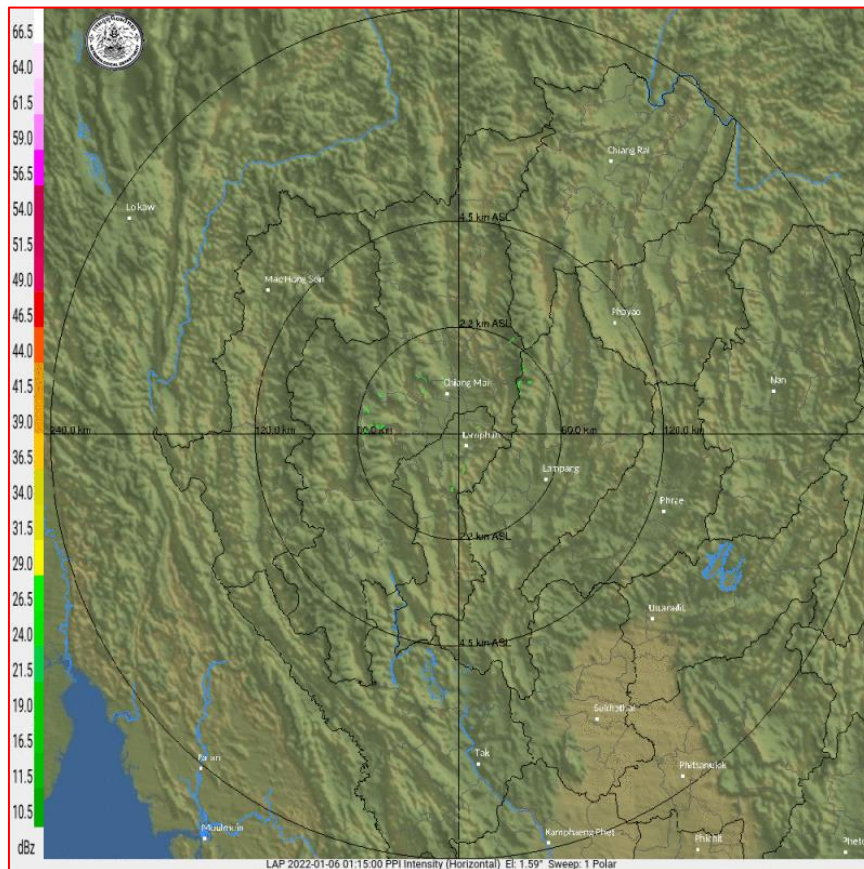 66.5
64.0
61.5
59.0
56.5
54.0
51.5
49.0
46.5
44.0
41.5
39.0
36.5
34.0
31.5
29.0
26.5
24.0
21.5
19.0
16.5
14.0
11.5
10.5
dBz
Chiang Rai
Loikaw
4.5 km ASL
Mae Hong Son
Phayao
2.2 km ASL
Chiang Mai
Nan
240.0 km
120.0 km
60.0 km
60.0 km
120.0 km
Lamphun
Lampang
Phrae
2.2 km ASL
Uttaradit
4.5 km ASL
Sukhothai
Tak
Phitsanulok
Moulmein
Kamphaeng Phet
Phichit
LAP 2022-01-06 01:15:00 PPI Intensity (Horizontal) El: 1.59° Sweep: 1 Polar